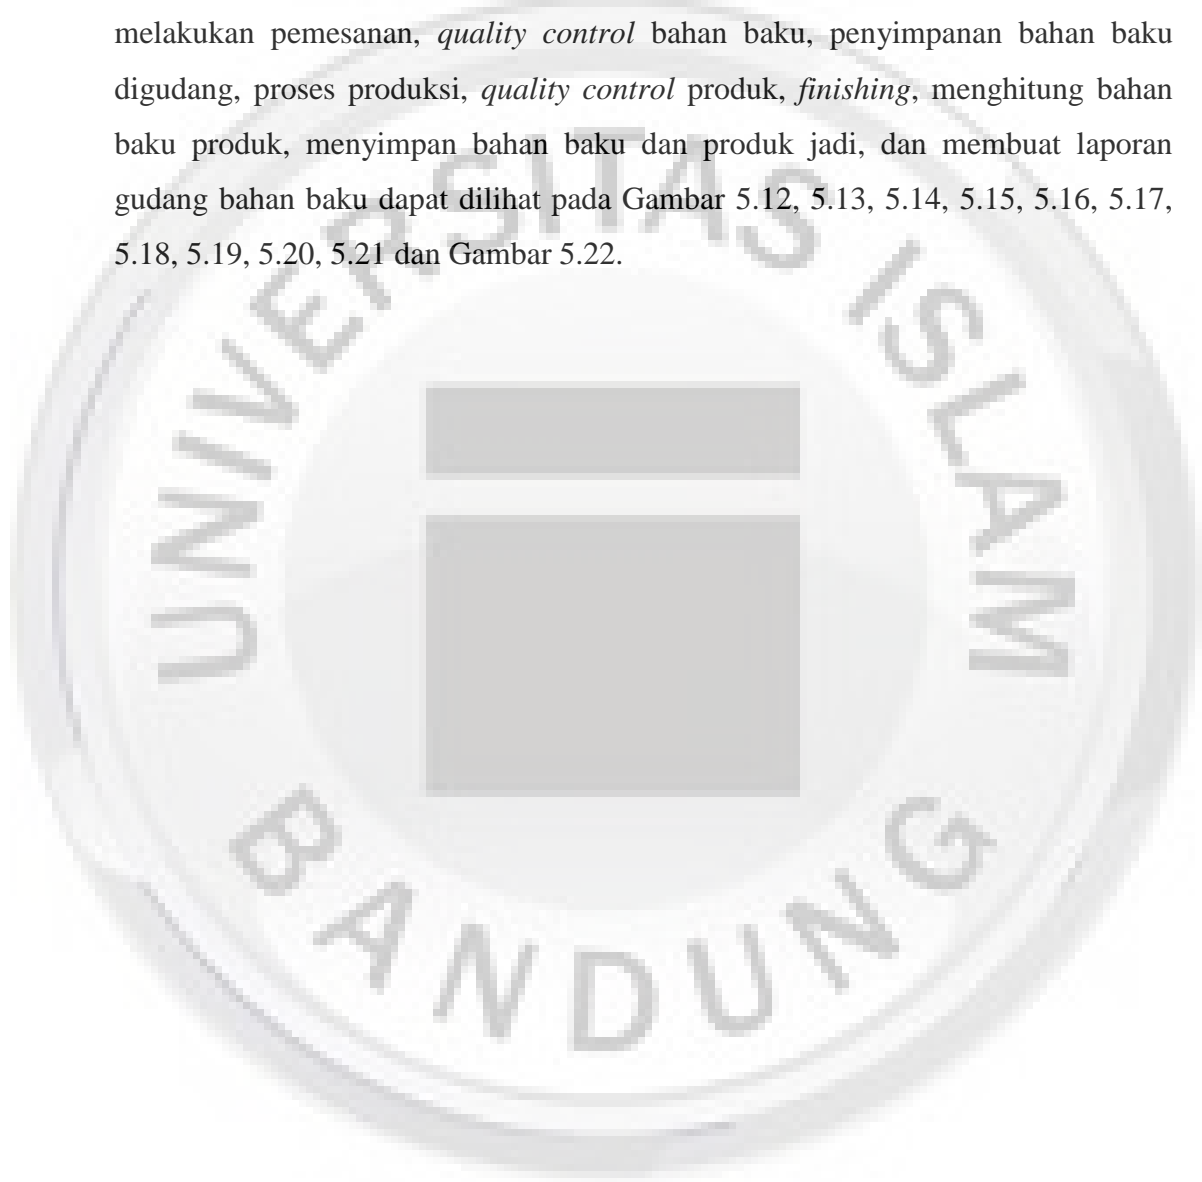 melakukan pemesanan, quality control bahan baku, penyimpanan bahan baku
digudang, proses produksi, quality control produk, finishing, menghitung bahan
baku produk, menyimpan bahan baku dan produk jadi, dan membuat laporan
gudang bahan baku dapat dilihat pada Gambar 5.12, 5.13, 5.14, 5.15, 5.16, 5.17,
5.18, 5.19, 5.20, 5.21 dan Gambar 5.22.
UNIVERSITAS ISLAM
BANDUNG